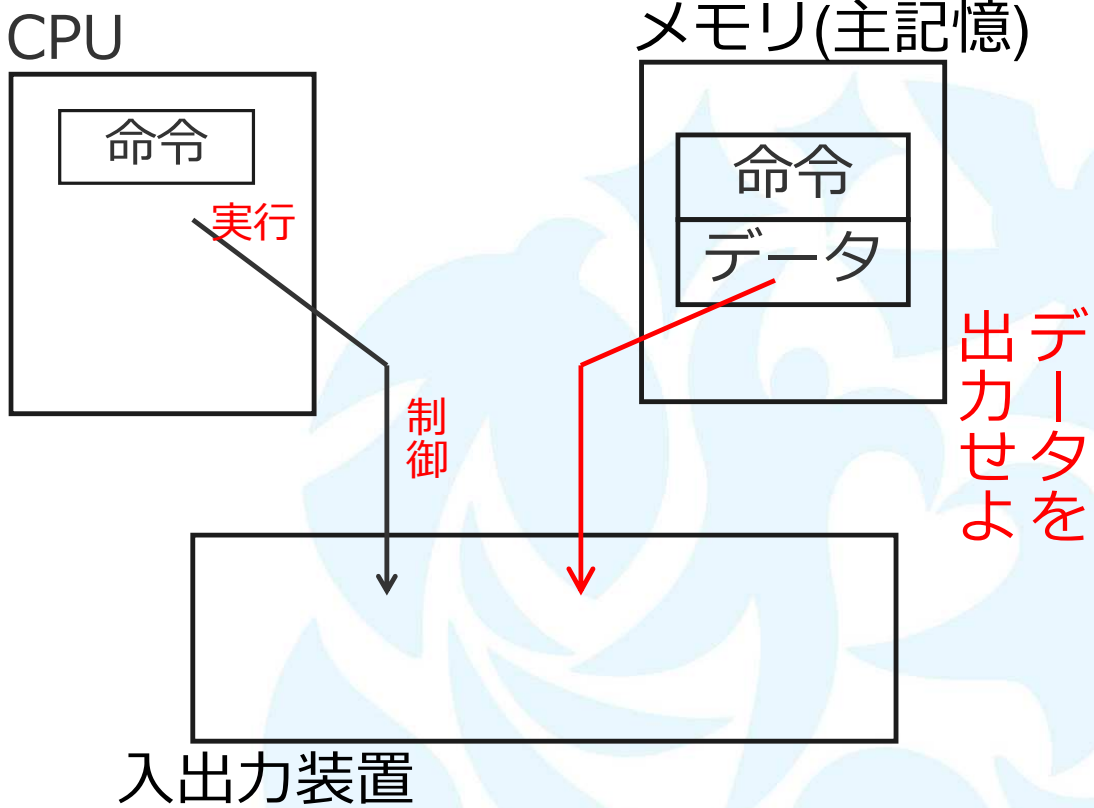 CPU
メモリ(主記憶)
命令
実行
命令
データ
制御
データを
出力せよ
入出力装置